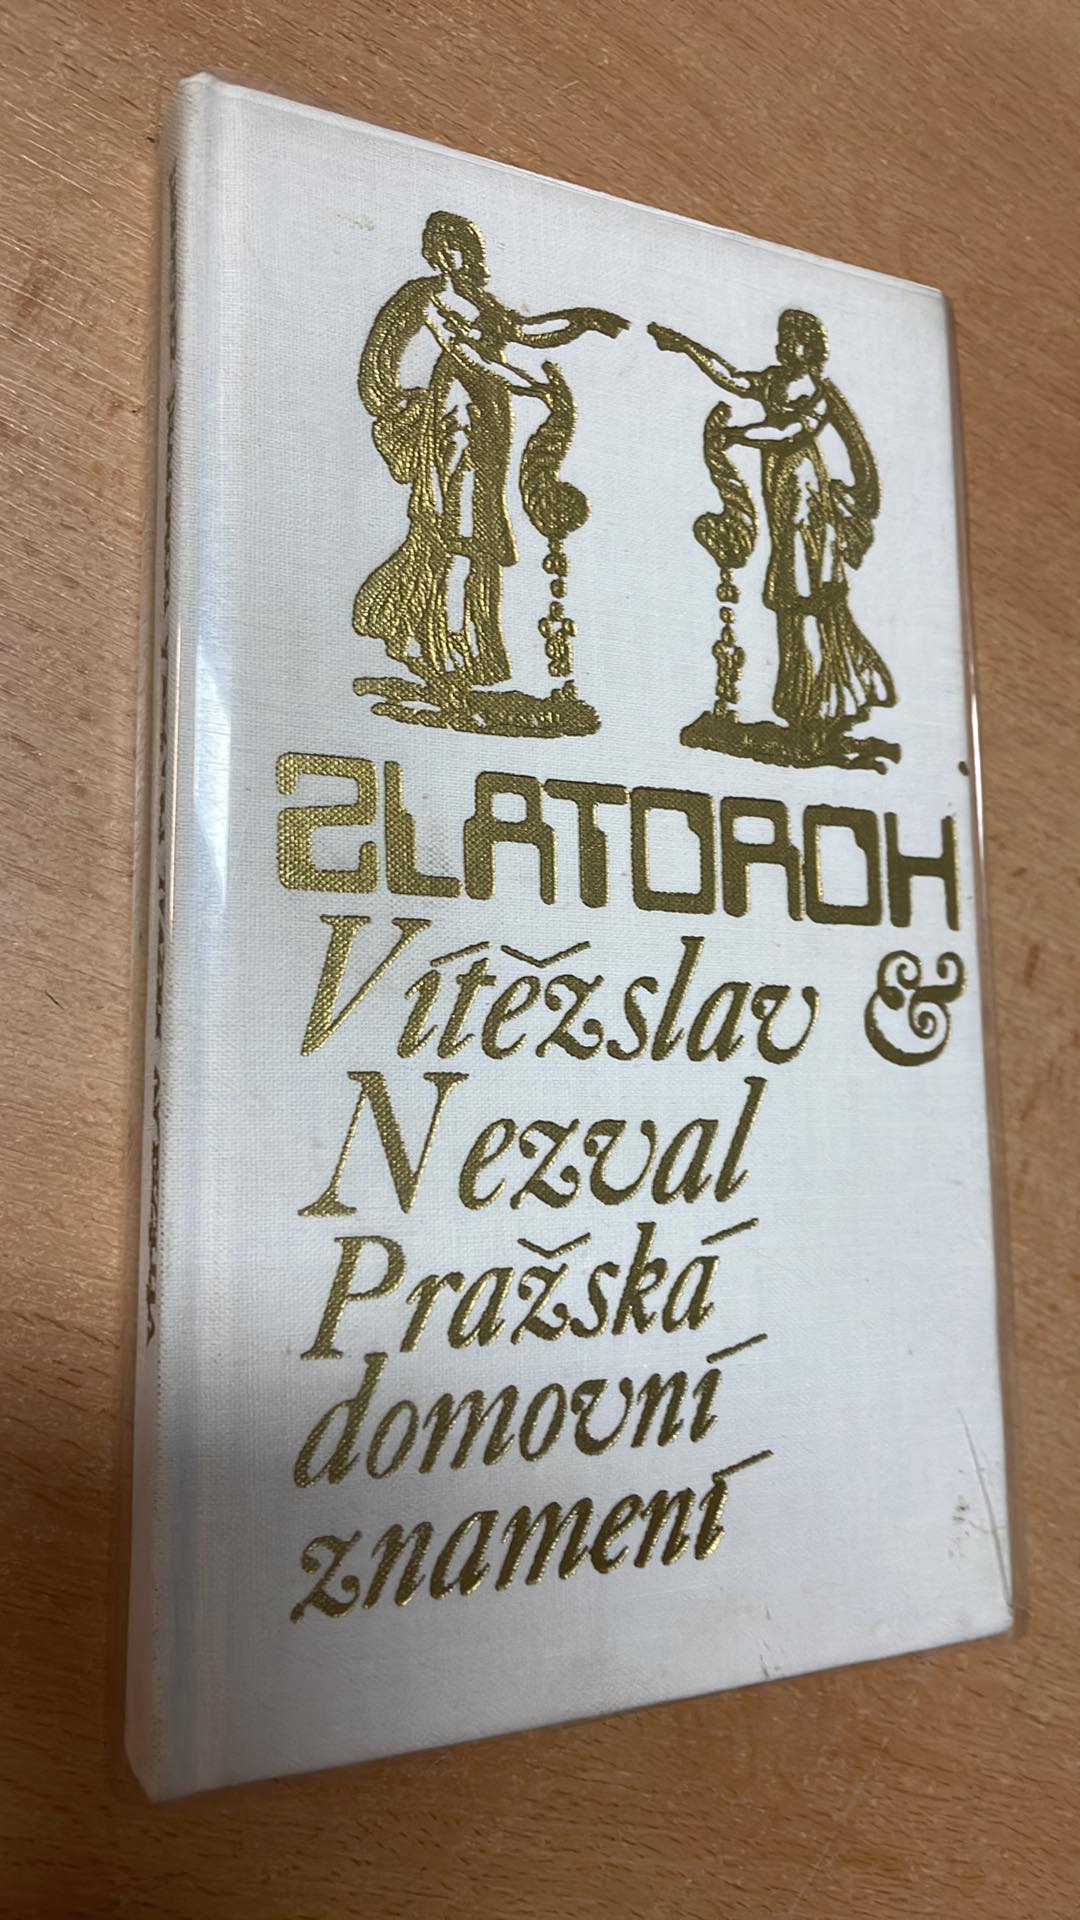 ZLATOROH
Vítězslav &
Nezval
Pražská
domovní
znamení